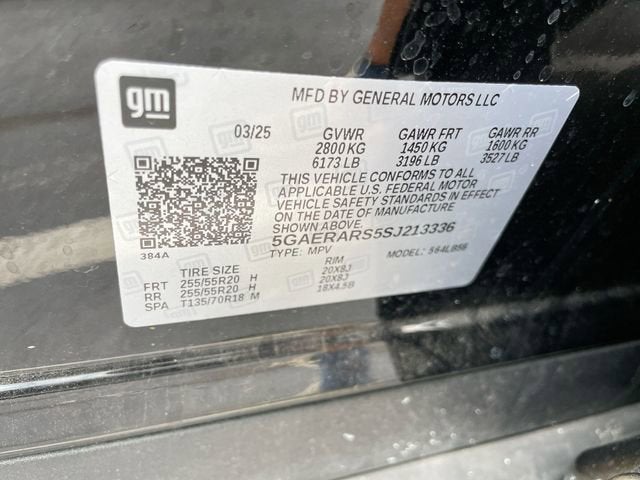 gm
MFD BY GENERAL MOTORS LLC
03/25 GVWR GAWR FRT GAWR RR
2800 KG 1450 KG 1600 KG
6173 LB 3196 LB 3527 LB
THIS VEHICLE CONFORMS TO ALL
APPLICABLE U.S. FEDERAL MOTOR
VEHICLE SAFETY STANDARDS IN EFFECT
ON THE DATE OF MANUFACTURE
SHOWN ABOVE.
5GAERARS5SJ213336
384A
TYPE: MPV MODEL:
TIRE SIZE RIM
FRT 255/55R20 H 20X8J
RR 255/55R20 H 20X8J
SPA T135/70R18 M 18X4.5B